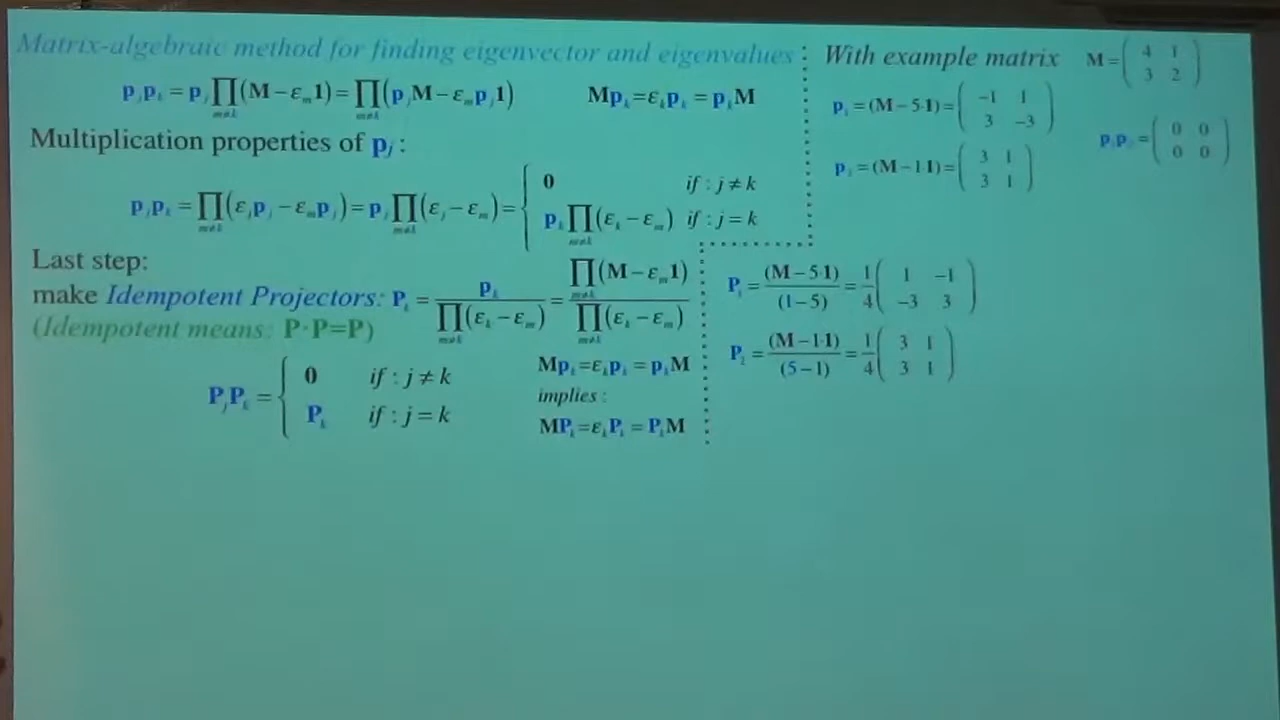 Matrix-algebraic method for finding eigenvector and eigenvalues
p_j p_k = p_j ∏_{m≠k} (M − ε_m 1) = ∏_{m≠k} (p_j M − ε_m p_j 1)   Mp_k = ε_k p_k = p_k M
Multiplication properties of p_j :
p_j p_k = ∏_{m≠k} (ε_j p_j − ε_m p_j) = p_j ∏_{m≠k} (ε_j − ε_m) = { 0 if : j ≠ k
p_k ∏_{m≠k} (ε_k − ε_m) if : j = k
Last step:
make Idempotent Projectors: P_k = p_k / ∏_{m≠k} (ε_k − ε_m) = ∏_{m≠k} (M − ε_m 1) / ∏_{m≠k} (ε_k − ε_m)
(Idempotent means: P·P=P)
P_j P_k = { 0 if : j ≠ k
P_k if : j = k
Mp_k = ε_k p_k = p_k M
implies :
MP_k = ε_k P_k = P_k M
With example matrix M = ( 4 1
3 2 )
p_1 = (M − 5·1) = ( −1 1
3 −3 )
p_2 = (M − 1·1) = ( 3 1
3 1 )
p_1 p_2 = ( 0 0
0 0 )
P_1 = (M − 5·1) / (1 − 5) = 1/4 ( 1 −1
−3 3 )
P_2 = (M − 1·1) / (5 − 1) = 1/4 ( 3 1
3 1 )